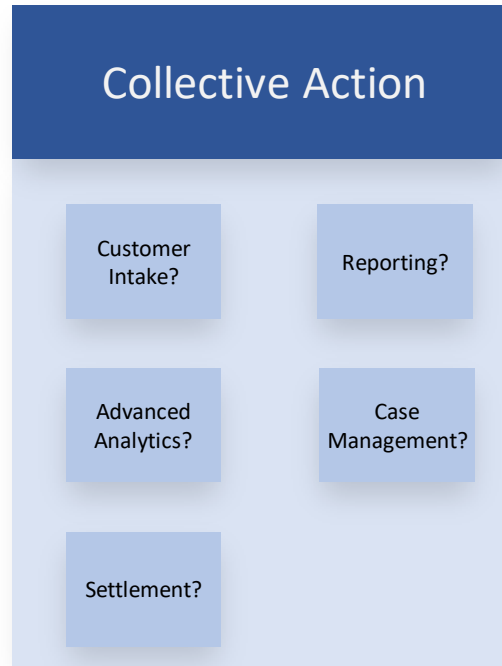 Collective Action
Customer
Intake?
Reporting?
Advanced
Analytics?
Case
Management?
Settlement?